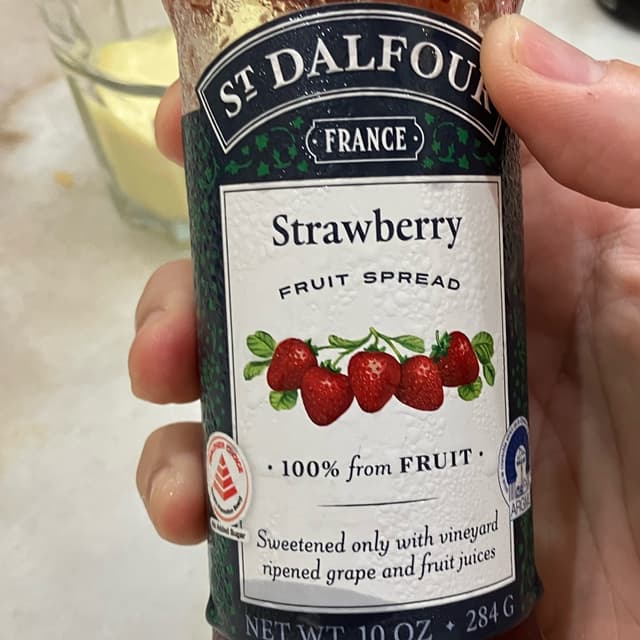 ST DALFOUR
FRANCE
Strawberry
FRUIT SPREAD
· 100% from FRUIT ·
Sweetened only with vineyard
ripened grape and fruit juices
NET WT. 10 OZ. • 284 G